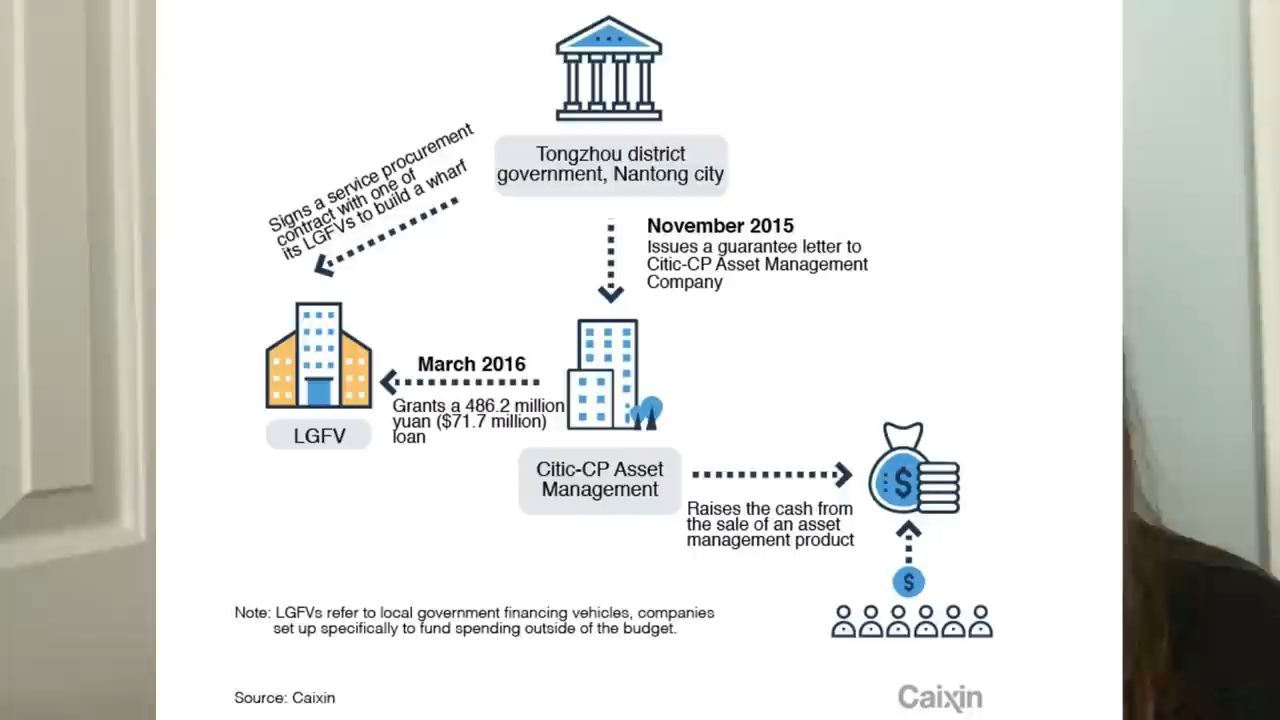 Tongzhou district
government, Nantong city
Signs a service procurement
contract with one of
its LGFVs to build a wharf
November 2015
Issues a guarantee letter to
Citic-CP Asset Management
Company
March 2016
Grants a 486.2 million
yuan ($71.7 million)
loan
LGFV
Citic-CP Asset
Management
$
Raises the cash from
the sale of an asset
management product
$
Note: LGFVs refer to local government financing vehicles, companies
set up specifically to fund spending outside of the budget.
Source: Caixin
Caixin